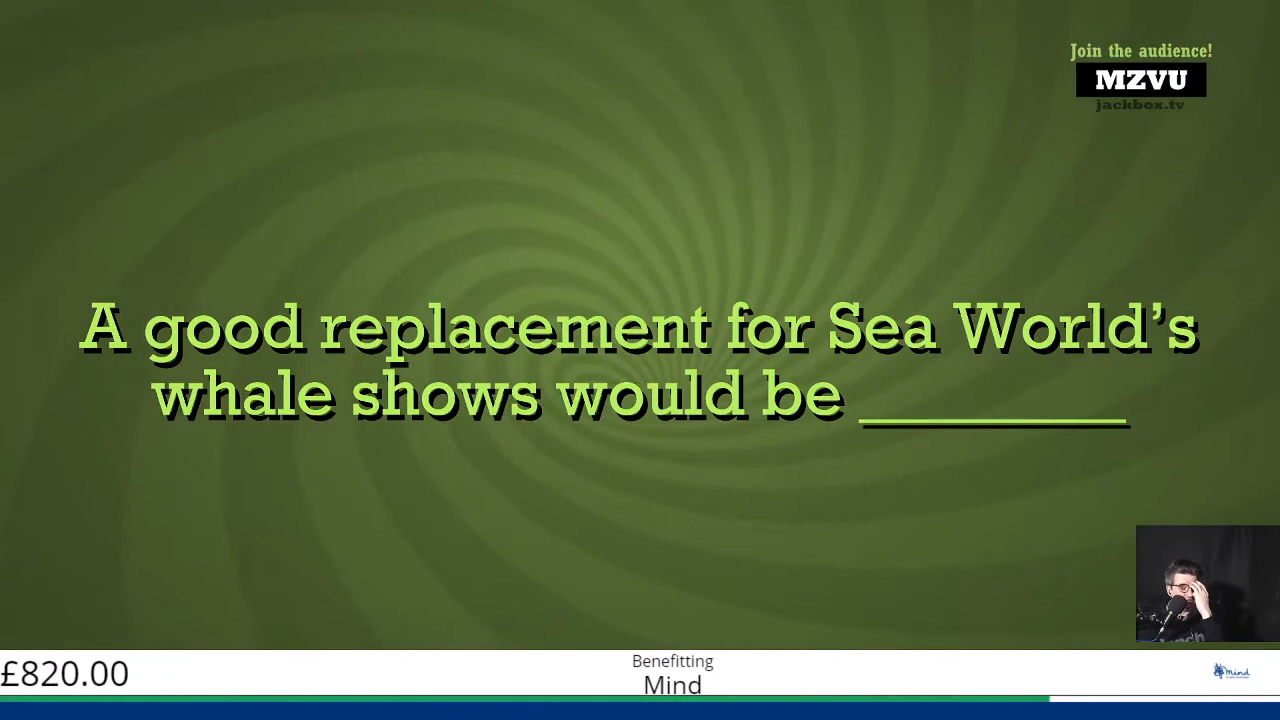 Join the audience!
MZVU
jackbox.tv
A good replacement for Sea World's
whale shows would be ________
£820.00
Benefitting
Mind
mind